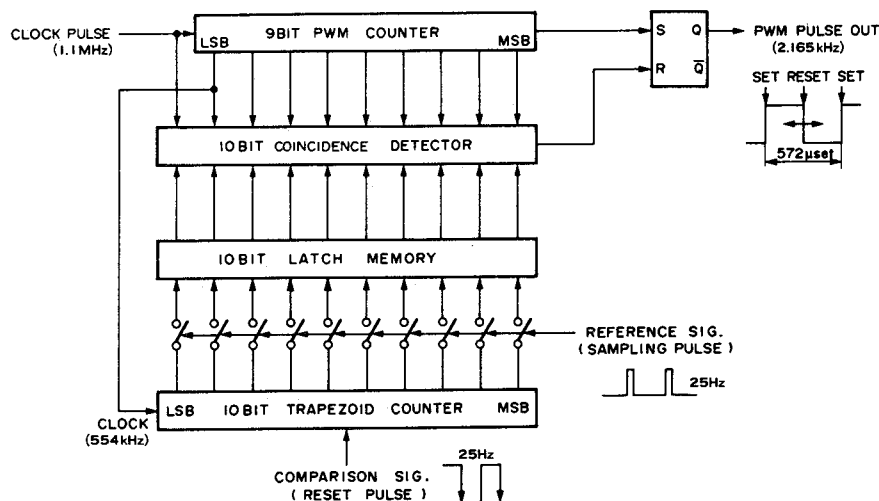 CLOCK PULSE
(1.1MHz)
LSB 9BIT PWM COUNTER MSB
S Q
R Q̅
PWM PULSE OUT
(2.165kHz)
SET RESET SET
572μset
10BIT COINCIDENCE DETECTOR
10BIT LATCH MEMORY
REFERENCE SIG.
(SAMPLING PULSE)
25Hz
LSB 10BIT TRAPEZOID COUNTER MSB
CLOCK
(554kHz)
COMPARISON SIG.
(RESET PULSE)
25Hz